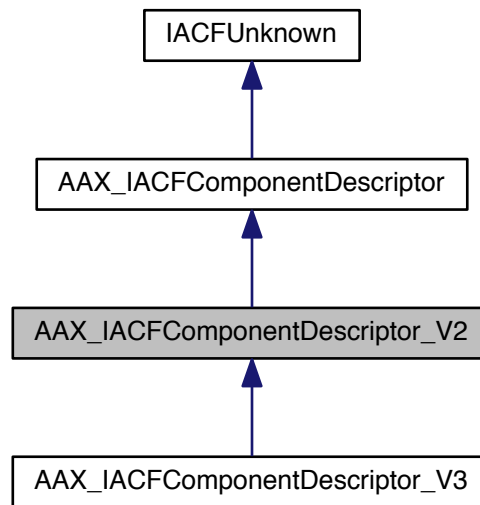 IACFUnknown
AAX_IACFComponentDescriptor
AAX_IACFComponentDescriptor_V2
AAX_IACFComponentDescriptor_V3